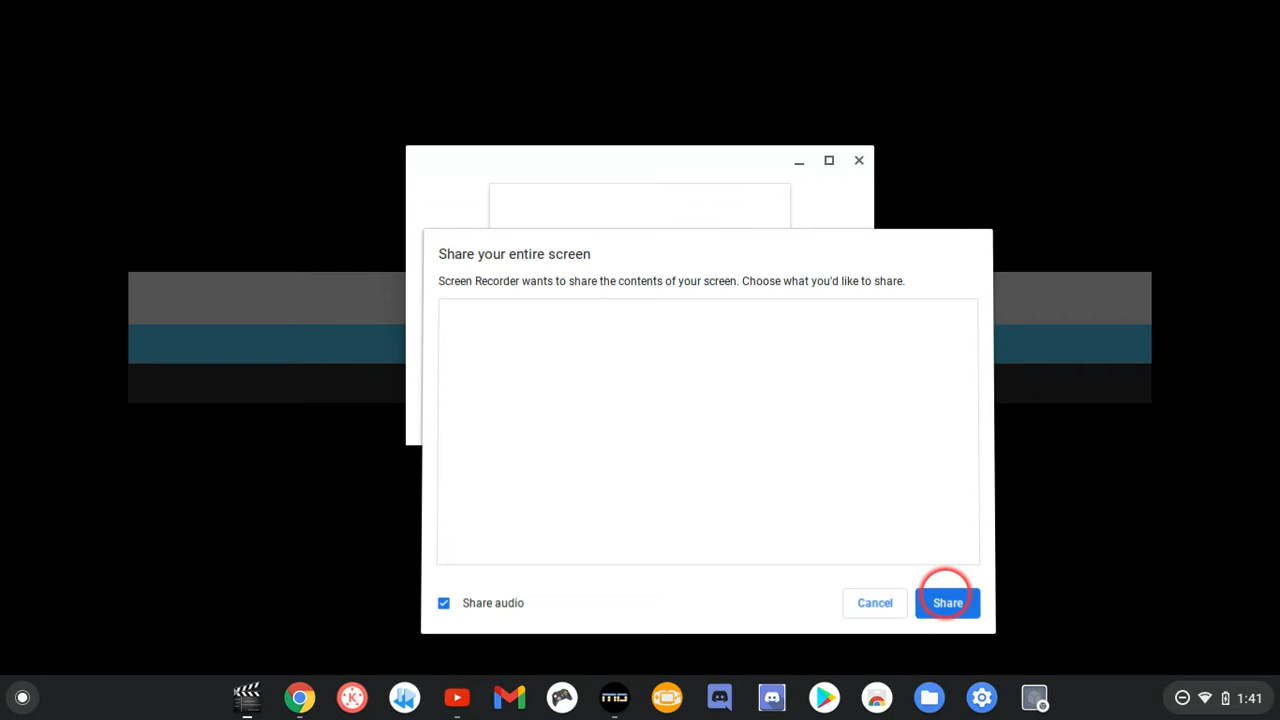 Share your entire screen
Screen Recorder wants to share the contents of your screen. Choose what you'd like to share.
Share audio
Cancel
Share
K
MG
1:41